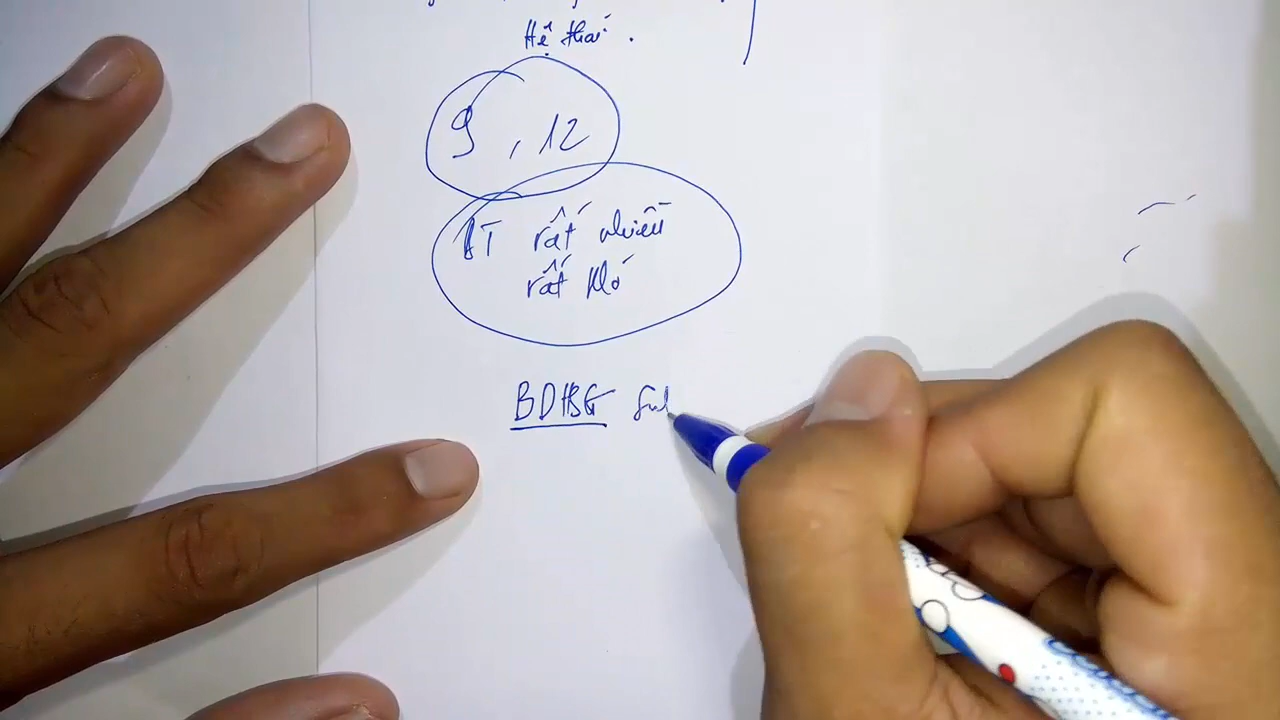 Hệ thai.
9, 12
BT rất nhiều
rất khó
BDHSG